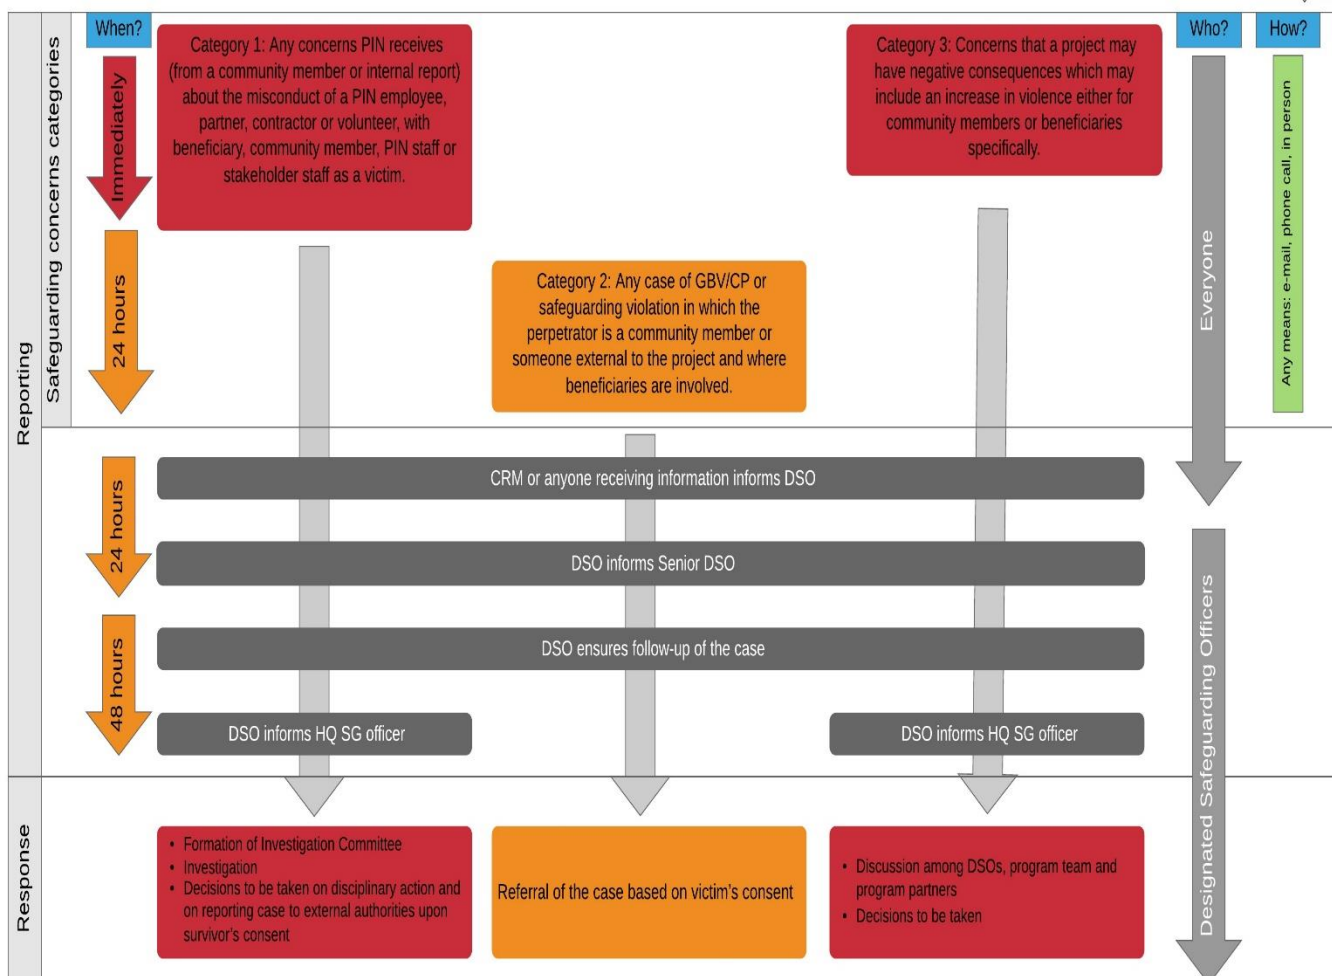 When?
Who?
How?
Reporting
Safeguarding concerns categories
Immediately
24 hours
Category 1: Any concerns PIN receives
(from a community member or internal report)
about the misconduct of a PIN employee,
partner, contractor or volunteer, with
beneficiary, community member, PIN staff or
stakeholder staff as a victim.
Category 3: Concerns that a project may
have negative consequences which may
include an increase in violence either for
community members or beneficiaries
specifically.
Category 2: Any case of GBV/CP or
safeguarding violation in which the
perpetrator is a community member or
someone external to the project and where
beneficiaries are involved.
Everyone
Any means: e-mail, phone call, in person
24 hours
CRM or anyone receiving information informs DSO
DSO informs Senior DSO
48 hours
DSO ensures follow-up of the case
DSO informs HQ SG officer
DSO informs HQ SG officer
Designated Safeguarding Officers
Response
• Formation of Investigation Committee
• Investigation
• Decisions to be taken on disciplinary action and
on reporting case to external authorities upon
survivor's consent
Referral of the case based on victim's consent
• Discussion among DSOs, program team and
program partners
• Decisions to be taken